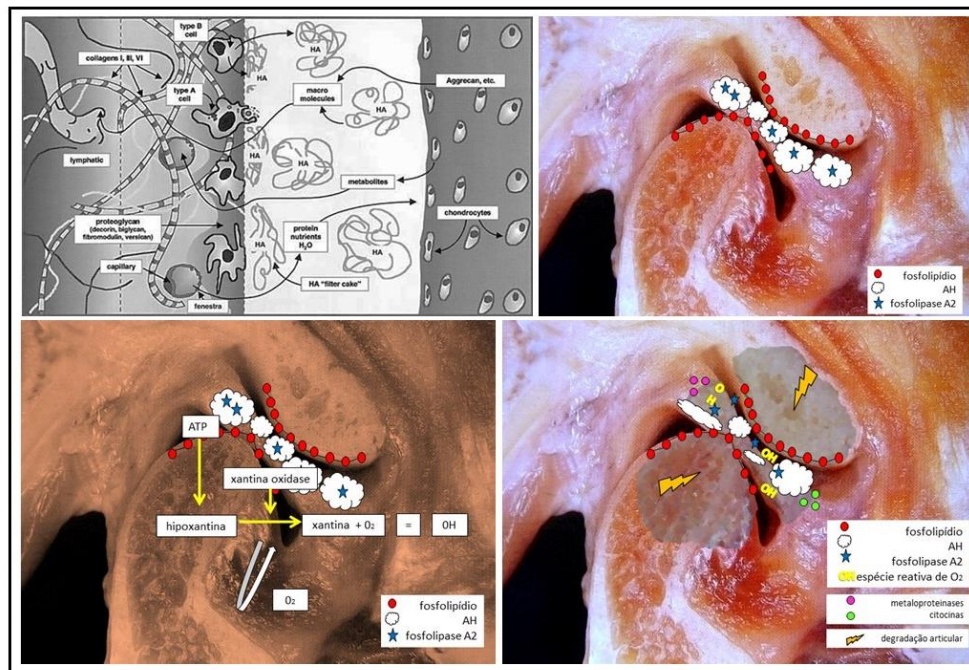 type B
cell
collagens I, III, VI
type A
cell
HA
HA
macro
molecules
Aggrecan, etc.
HA
lymphatic
HA
HA
metabolites
proteoglycan
(decorin, biglycan,
fibromodulin, versican)
protein
nutrients
H₂O
chondrocytes
HA
HA
capillary
HA "filter cake"
fenestra
fosfolipídio
AH
fosfolipase A2
ATP
xantina oxidase
hipoxantina
xantina + O₂
=
OH
O₂
fosfolipídio
AH
fosfolipase A2
O
H
OH
OH
fosfolipídio
AH
fosfolipase A2
OH espécie reativa de O₂
metaloproteinases
citocinas
degradação articular